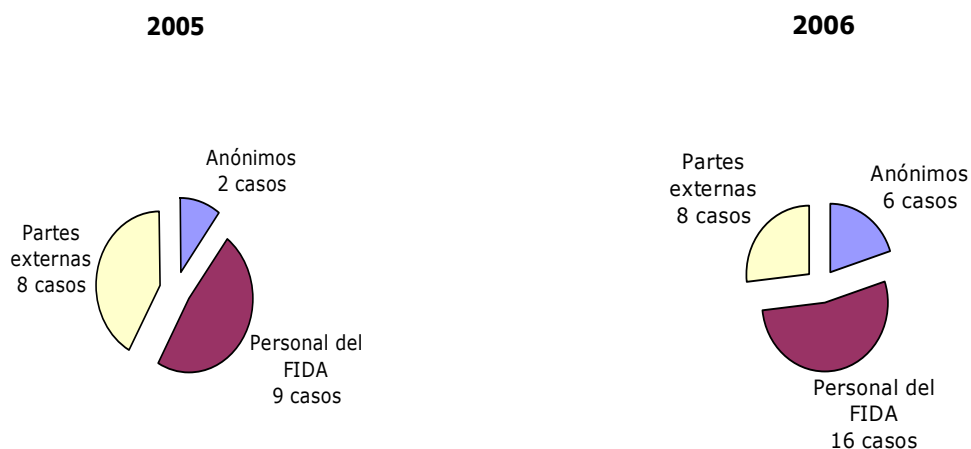 2005
Anónimos
2 casos
Partes
externas
8 casos
Personal del
FIDA
9 casos
2006
Partes
externas
8 casos
Anónimos
6 casos
Personal del
FIDA
16 casos